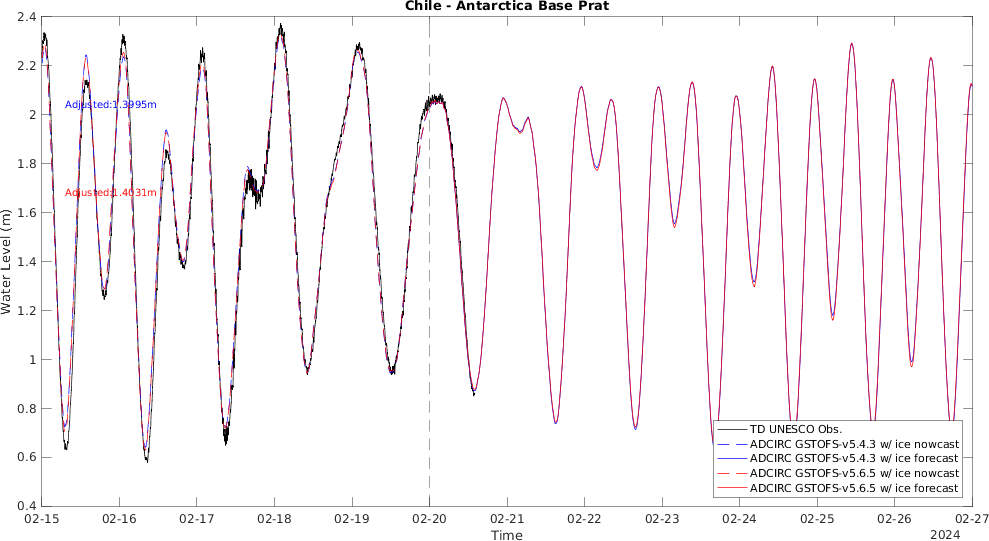 Chile - Antarctica Base Prat
2.4
2.2
2
1.8
1.6
1.4
1.2
1
0.8
0.6
0.4
Water Level (m)
Adjusted:1.3995m
Adjusted:1.4031m
TD UNESCO Obs.
ADCIRC GSTOFS-v5.4.3 w/ ice nowcast
ADCIRC GSTOFS-v5.4.3 w/ ice forecast
ADCIRC GSTOFS-v5.6.5 w/ ice nowcast
ADCIRC GSTOFS-v5.6.5 w/ ice forecast
02-15 02-16 02-17 02-18 02-19 02-20 02-21 02-22 02-23 02-24 02-25 02-26 02-27
Time
2024